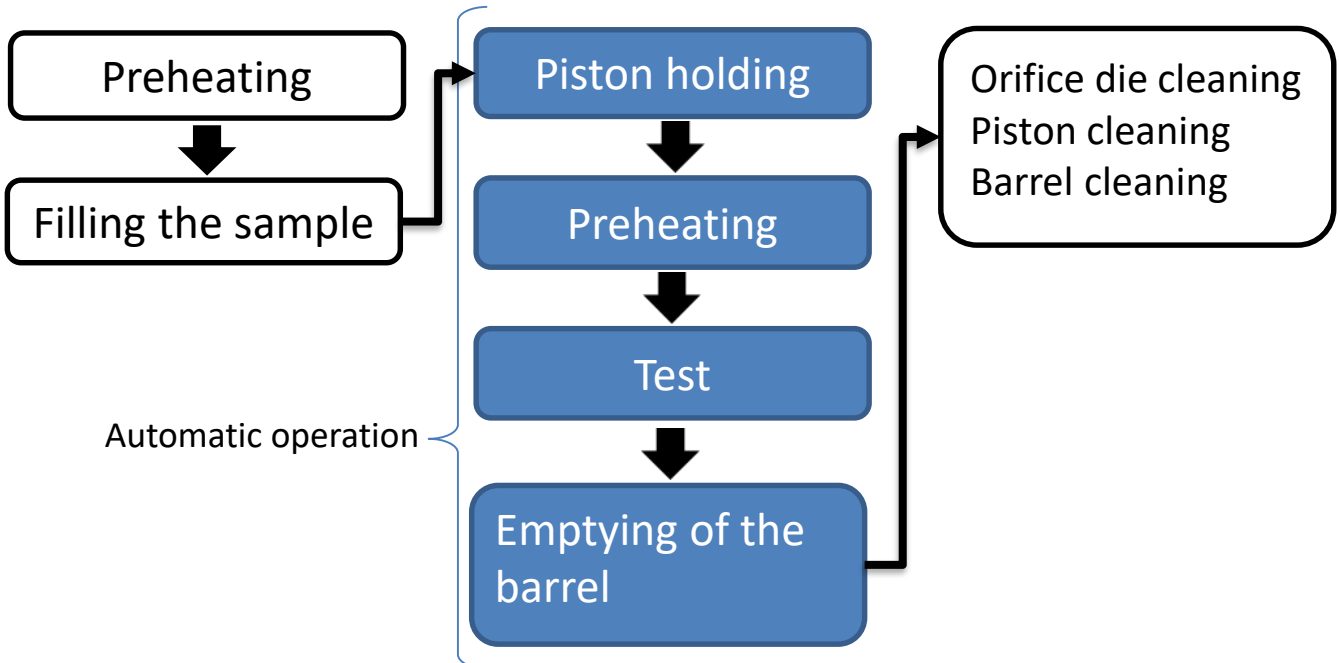 Preheating
Filling the sample
Automatic operation
Piston holding
Preheating
Test
Emptying of the
barrel
Orifice die cleaning
Piston cleaning
Barrel cleaning